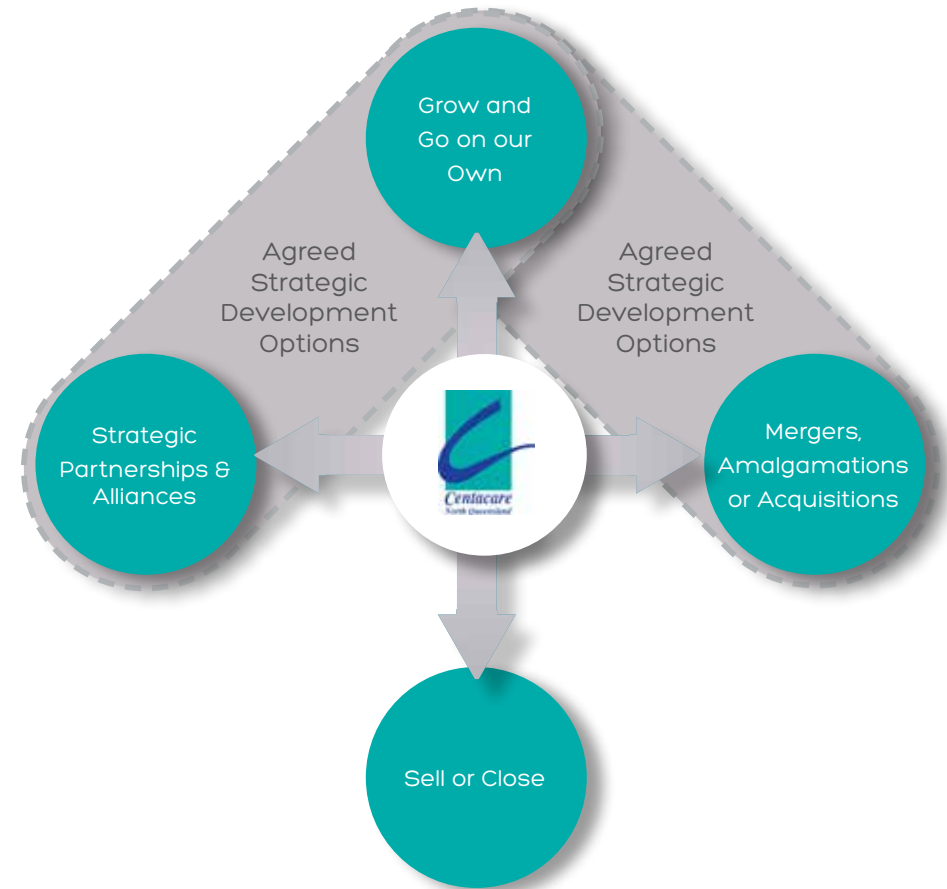 Grow and
Go on our
Own
Agreed
Strategic
Development
Options
Agreed
Strategic
Development
Options
Strategic
Partnerships &
Alliances
Centacare
North Queensland
Mergers,
Amalgamations
or Acquisitions
Sell or Close